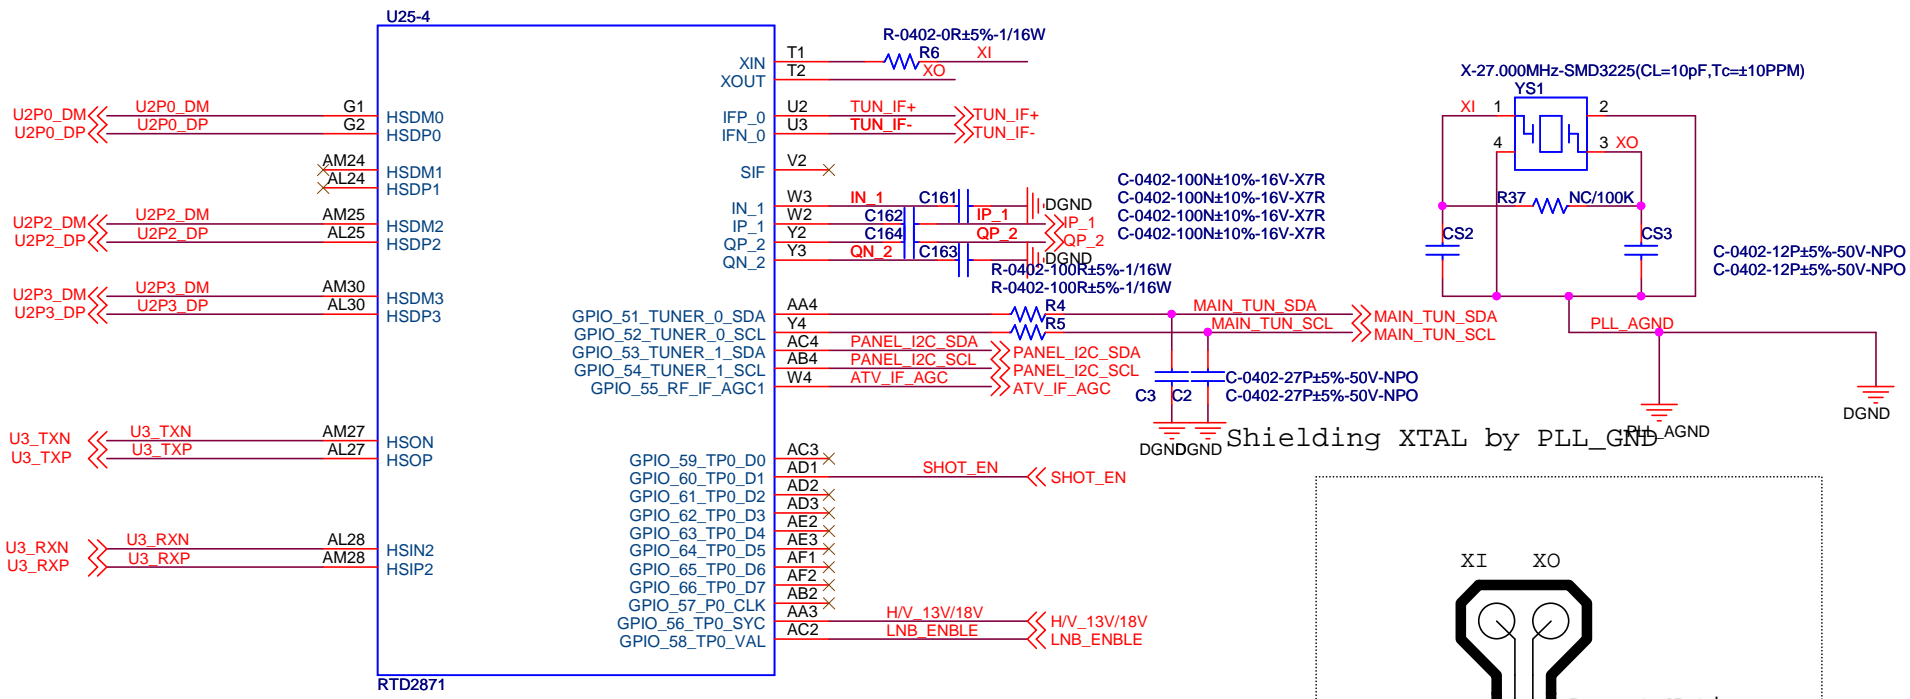 U25-4
R-0402-0R±5%-1/16W
XIN T1 R6 XI
XOUT T2 XO
U2P0_DM U2P0_DM G1 HSDM0
U2P0_DP U2P0_DP G2 HSDP0
IFP_0 U2 TUN_IF+ TUN_IF+
IFN_0 U3 TUN_IF- TUN_IF-
AM24 HSDM1
AL24 HSDP1
SIF V2
U2P2_DM U2P2_DM AM25 HSDM2
U2P2_DP U2P2_DP AL25 HSDP2
IN_1 W3 IN_1 C161 DGND
IP_1 W2 C162 IP_1 IP_1
QP_2 Y2 C164 QP_2 QP_2
QN_2 Y3 QN_2 C163 DGND
C-0402-100N±10%-16V-X7R
C-0402-100N±10%-16V-X7R
C-0402-100N±10%-16V-X7R
C-0402-100N±10%-16V-X7R
R-0402-100R±5%-1/16W
R-0402-100R±5%-1/16W
U2P3_DM U2P3_DM AM30 HSDM3
U2P3_DP U2P3_DP AL30 HSDP3
GPIO_51_TUNER_0_SDA AA4 R4 MAIN_TUN_SDA MAIN_TUN_SDA
GPIO_52_TUNER_0_SCL Y4 R5 MAIN_TUN_SCL MAIN_TUN_SCL
GPIO_53_TUNER_1_SDA AC4 PANEL_I2C_SDA PANEL_I2C_SDA
GPIO_54_TUNER_1_SCL AB4 PANEL_I2C_SCL PANEL_I2C_SCL
GPIO_55_RF_IF_AGC1 W4 ATV_IF_AGC ATV_IF_AGC
C-0402-27P±5%-50V-NPO
C3 C2 C-0402-27P±5%-50V-NPO
DGND DGND
U3_TXN U3_TXN AM27 HSON
U3_TXP U3_TXP AL27 HSOP
GPIO_59_TP0_D0 AC3
GPIO_60_TP0_D1 AD1 SHOT_EN SHOT_EN
GPIO_61_TP0_D2 AD2
GPIO_62_TP0_D3 AD3
GPIO_63_TP0_D4 AE2
GPIO_64_TP0_D5 AE3
GPIO_65_TP0_D6 AF1
GPIO_66_TP0_D7 AF2
GPIO_57_P0_CLK AB2
GPIO_56_TP0_SYC AA3 H/V_13V/18V H/V_13V/18V
GPIO_58_TP0_VAL AC2 LNB_ENBLE LNB_ENBLE
U3_RXN U3_RXN AL28 HSIN2
U3_RXP U3_RXP AM28 HSIP2
RTD2871
X-27.000MHz-SMD3225(CL=10pF,Tc=±10PPM)
YS1
XI 1 2
4 3 XO
R37 NC/100K
CS2 CS3
C-0402-12P±5%-50V-NPO
C-0402-12P±5%-50V-NPO
PLL_AGND
DGND
PLL_AGND
Shielding XTAL by PLL_GND
XI XO